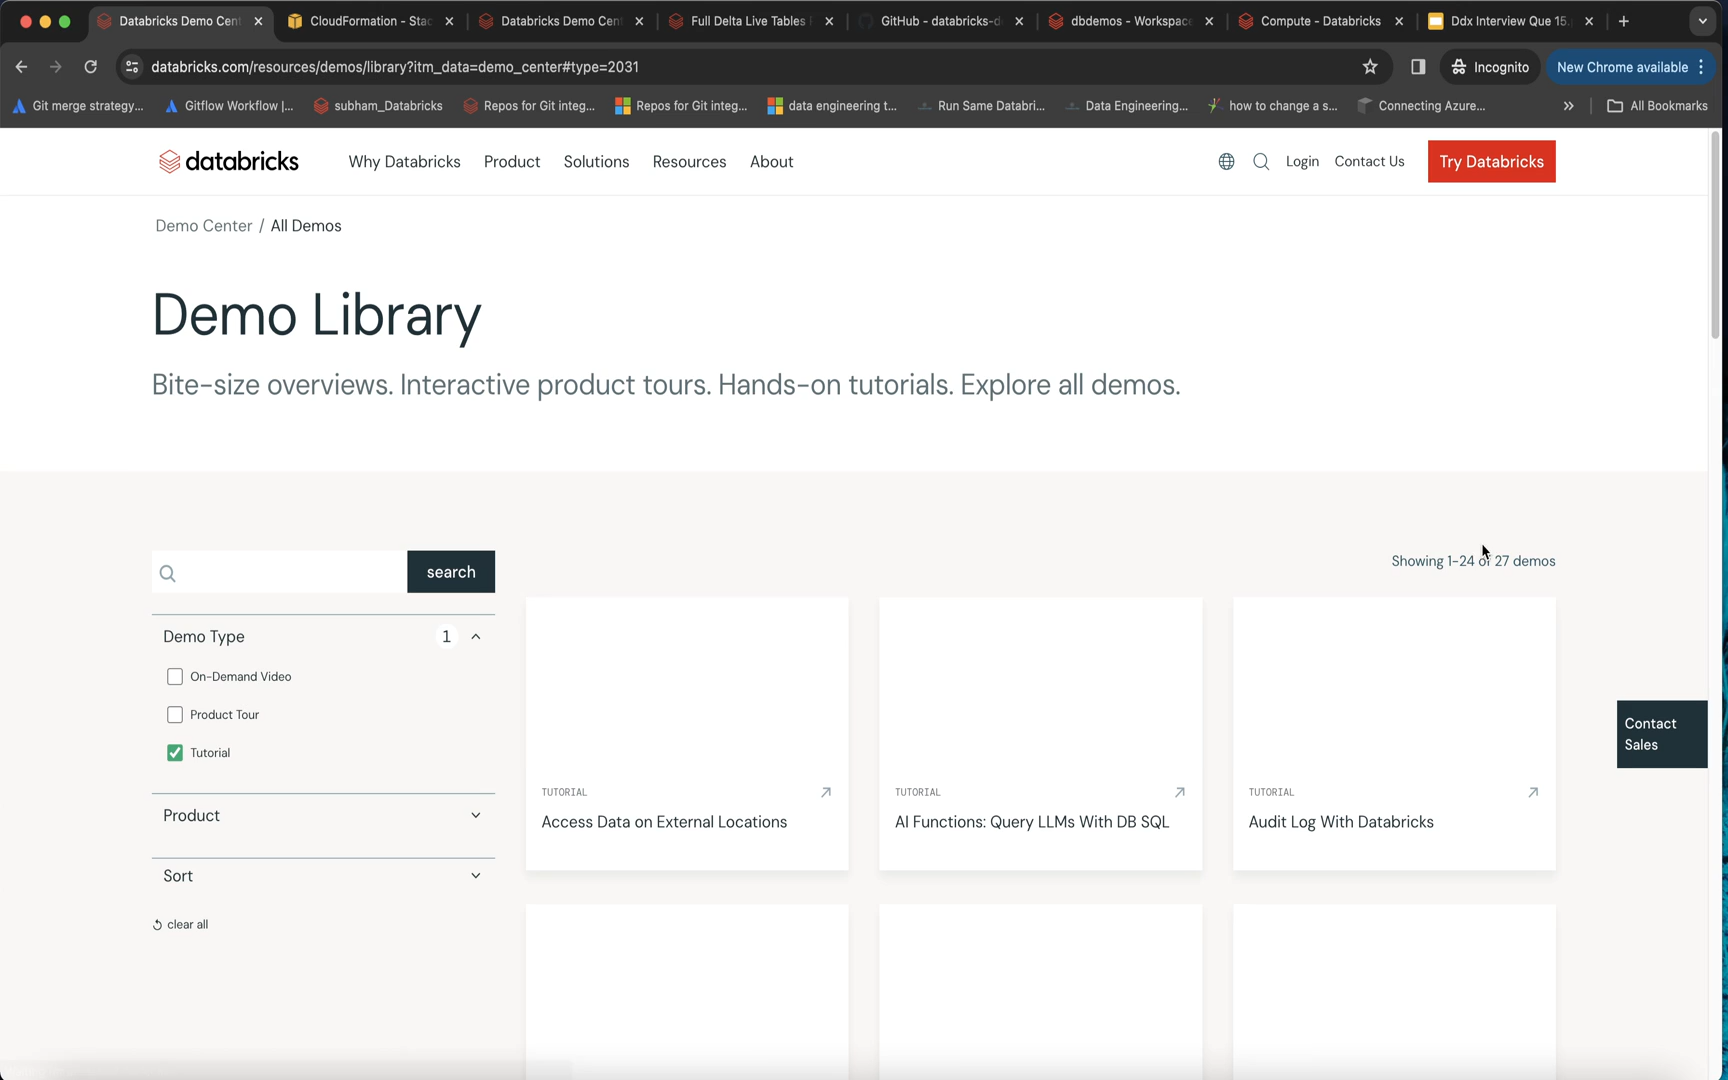 Databricks Demo Cent
CloudFormation - Stac
Databricks Demo Cent
Full Delta Live Tables
GitHub - databricks-d
dbdemos - Workspace
Compute - Databricks
Ddx Interview Que 15.
databricks.com/resources/demos/library?itm_data=demo_center#type=2031
Incognito
New Chrome available
Git merge strategy...
Gitflow Workflow |...
subham_Databricks
Repos for Git integ...
Repos for Git integ...
data engineering t...
Run Same Databri...
Data Engineering...
how to change a s...
Connecting Azure...
All Bookmarks
databricks
Why Databricks
Product
Solutions
Resources
About
Login
Contact Us
Try Databricks
Demo Center / All Demos
Demo Library
Bite-size overviews. Interactive product tours. Hands-on tutorials. Explore all demos.
Showing 1-24 of 27 demos
search
Demo Type
1
On-Demand Video
Product Tour
Tutorial
Product
Sort
clear all
TUTORIAL
Access Data on External Locations
TUTORIAL
AI Functions: Query LLMs With DB SQL
TUTORIAL
Audit Log With Databricks
Contact
Sales